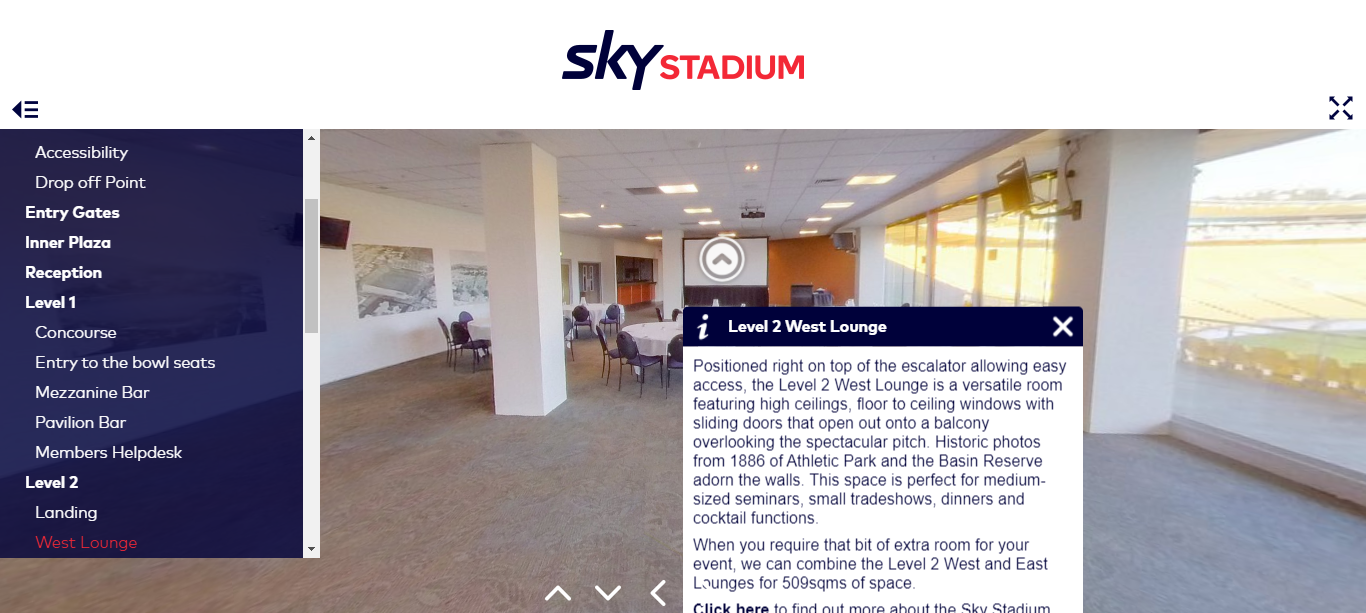 sky STADIUM
Accessibility
Drop off Point
Entry Gates
Inner Plaza
Reception
Level 1
Concourse
Entry to the bowl seats
Mezzanine Bar
Pavilion Bar
Members Helpdesk
Level 2
Landing
West Lounge
i Level 2 West Lounge
Positioned right on top of the escalator allowing easy
access, the Level 2 West Lounge is a versatile room
featuring high ceilings, floor to ceiling windows with
sliding doors that open out onto a balcony
overlooking the spectacular pitch. Historic photos
from 1886 of Athletic Park and the Basin Reserve
adorn the walls. This space is perfect for medium-
sized seminars, small tradeshows, dinners and
cocktail functions.
When you require that bit of extra room for your
event, we can combine the Level 2 West and East
Lounges for 509sqms of space.
Click here to find out more about the Sky Stadium